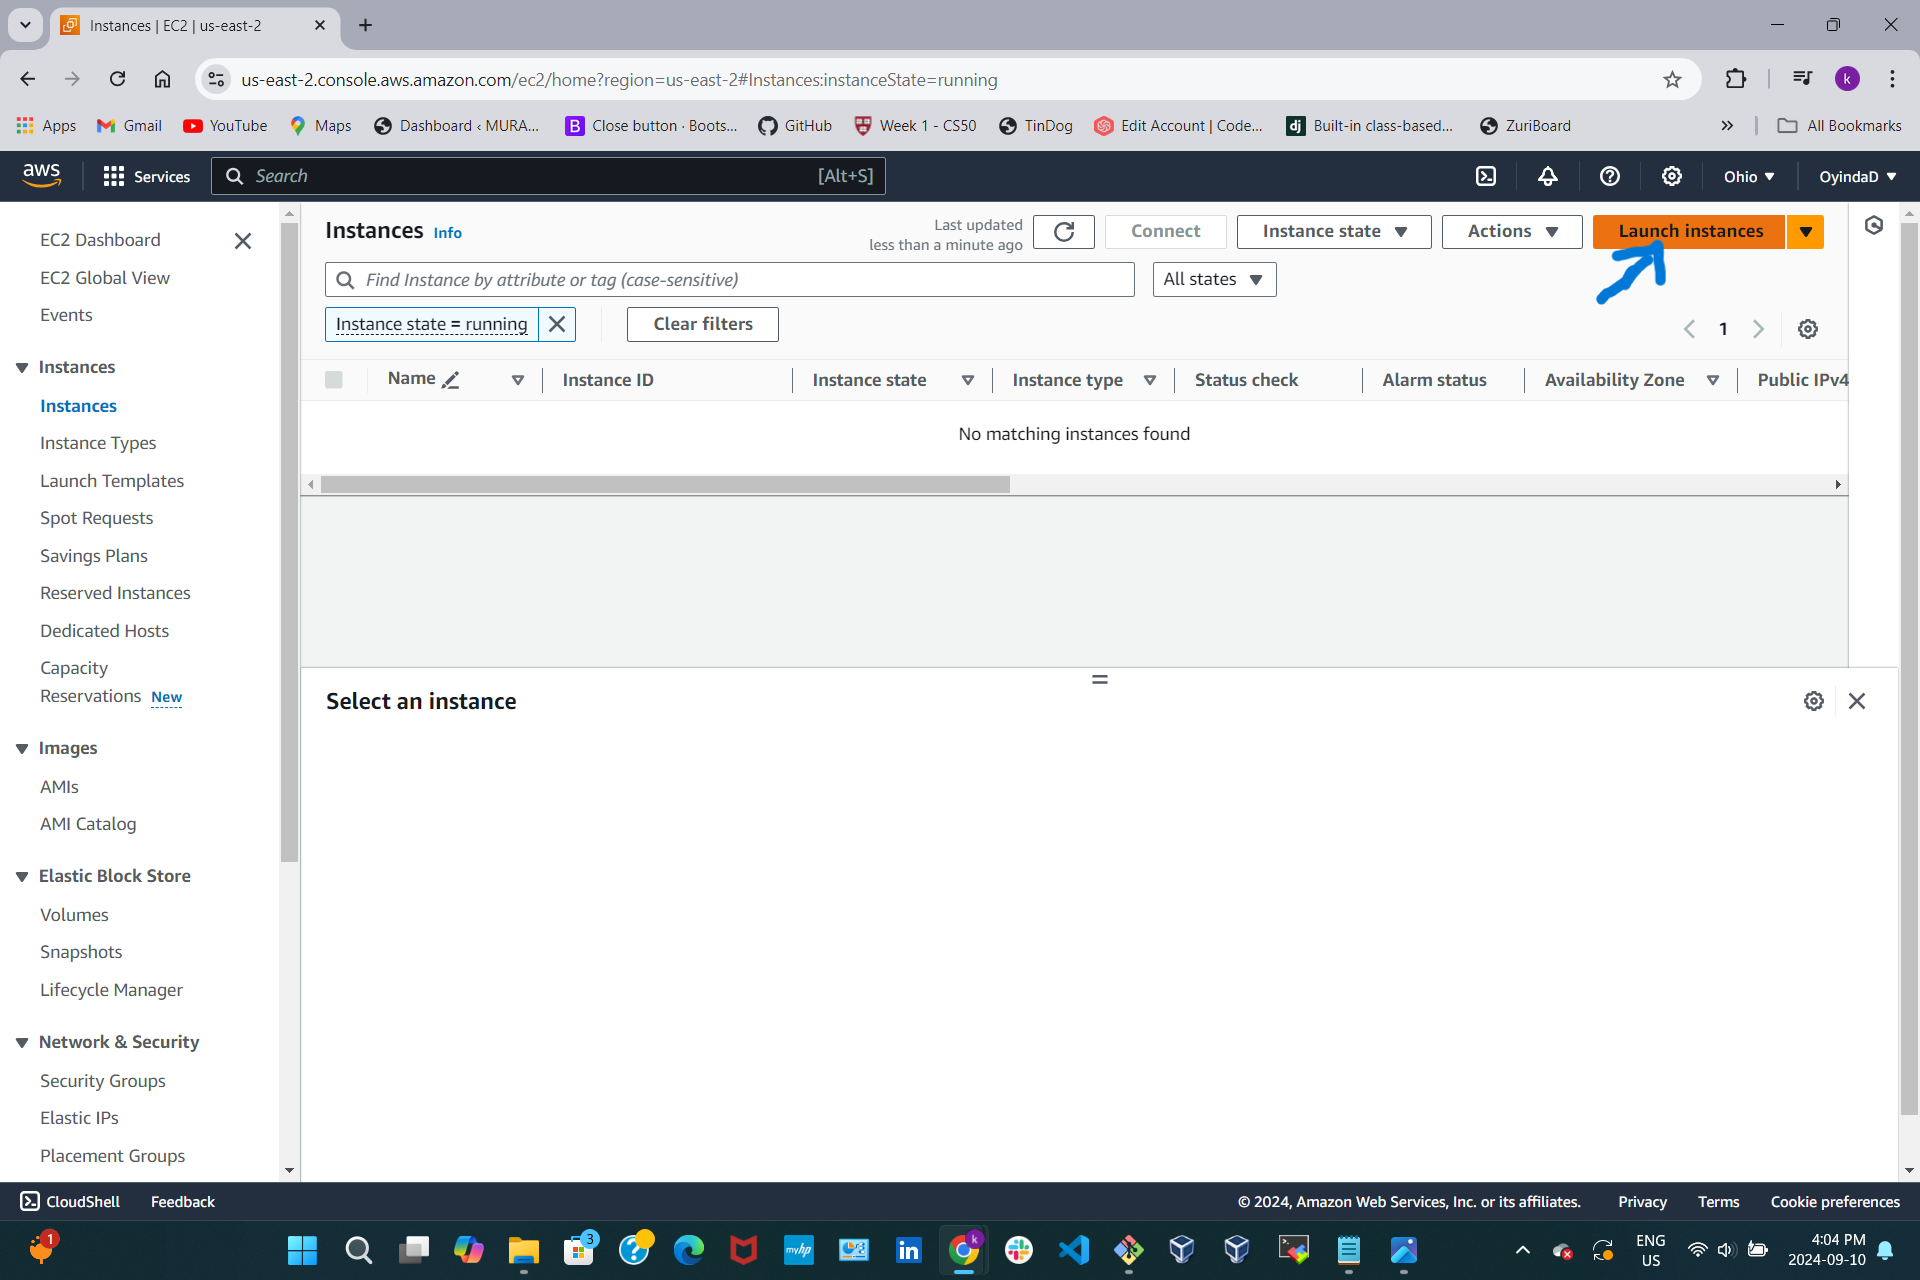 Instances | EC2 | us-east-2
us-east-2.console.aws.amazon.com/ec2/home?region=us-east-2#Instances:instanceState=running
k
Apps
Gmail
YouTube
Maps
Dashboard ‹ MURA...
B
Close button · Boots...
GitHub
Week 1 - CS50
TinDog
Edit Account | Code...
dj
Built-in class-based...
ZuriBoard
All Bookmarks
aws
Services
Search
[Alt+S]
Ohio
OyindaD
EC2 Dashboard
EC2 Global View
Events
Instances
Instances
Instance Types
Launch Templates
Spot Requests
Savings Plans
Reserved Instances
Dedicated Hosts
Capacity
Reservations New
Images
AMIs
AMI Catalog
Elastic Block Store
Volumes
Snapshots
Lifecycle Manager
Network & Security
Security Groups
Elastic IPs
Placement Groups
Instances Info
Last updated
less than a minute ago
Connect
Instance state
Actions
Launch instances
Find Instance by attribute or tag (case-sensitive)
All states
Instance state = running
Clear filters
1
Name
Instance ID
Instance state
Instance type
Status check
Alarm status
Availability Zone
Public IPv4
No matching instances found
Select an instance
CloudShell
Feedback
© 2024, Amazon Web Services, Inc. or its affiliates.
Privacy
Terms
Cookie preferences
1
3
myhp
in
k
ENG
US
4:04 PM
2024-09-10